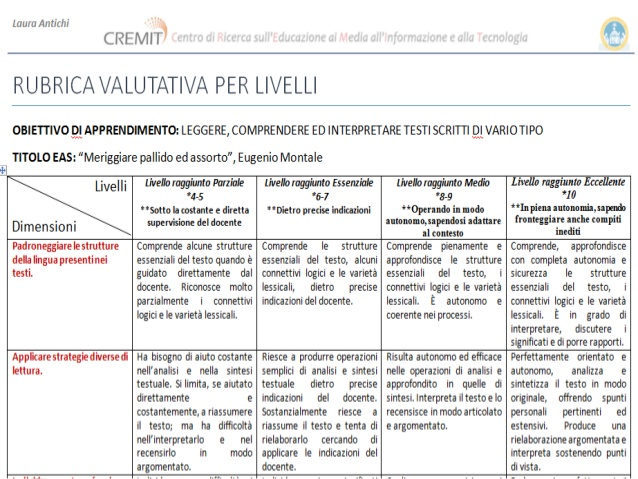 Laura Antichi
CREMIT Centro di Ricerca sull'Educazione ai Media all'Informazione e alla Tecnologia
RUBRICA VALUTATIVA PER LIVELLI
OBIETTIVO DI APPRENDIMENTO: LEGGERE, COMPRENDERE ED INTERPRETARE TESTI SCRITTI DI VARIO TIPO
TITOLO EAS: "Meriggiare pallido ed assorto", Eugenio Montale
Livelli
Dimensioni
Livello raggiunto Parziale
*4-5
**Sotto la costante e diretta
supervisione del docente
Livello raggiunto Essenziale
*6-7
**Dietro precise indicazioni
Livello raggiunto Medio
*8-9
**Operando in modo
autonomo, sapendosi adattare
al contesto
Livello raggiunto Eccellente
*10
**In piena autonomia, sapendo
fronteggiare anche compiti
inediti
Padroneggiare le strutture
della lingua presenti nei
testi.
Comprende alcune strutture
essenziali del testo quando è
guidato direttamente dal
docente. Riconosce molto
parzialmente i connettivi
logici e le varietà lessicali.
Comprende le strutture
essenziali del testo, alcuni
connettivi logici e le varietà
lessicali, dietro precise
indicazioni del docente.
Comprende pienamente e
approfondisce le strutture
essenziali del testo, i
connettivi logici e le varietà
lessicali. È autonomo e
coerente nei processi.
Comprende, approfondisce
con completa autonomia e
sicurezza le strutture
essenziali del testo, i
connettivi logici e le varietà
lessicali. È in grado di
interpretare, discutere i
significati e di porre rapporti.
Applicare strategie diverse di
lettura.
Ha bisogno di aiuto costante
nell'analisi e nella sintesi
testuale. Si limita, se aiutato
direttamente e
costantemente, a riassumere
il testo; ma ha difficoltà
nell'interpretarlo e nel
recensirlo in modo
argomentato.
Riesce a produrre operazioni
semplici di analisi e sintesi
testuale dietro precise
indicazioni del docente.
Sostanzialmente riesce a
riassume il testo e tenta di
rielaborarlo cercando di
applicare le indicazioni del
docente.
Risulta autonomo ed efficace
nelle operazioni di analisi e
approfondito in quelle di
sintesi. Interpreta il testo e lo
recensisce in modo articolato
e argomentato.
Perfettamente orientato e
autonomo, analizza e
sintetizza il testo in modo
originale, offrendo spunti
personali pertinenti ed
estensivi. Produce una
rielaborazione argomentata e
interpreta sostenendo punti
di vista.